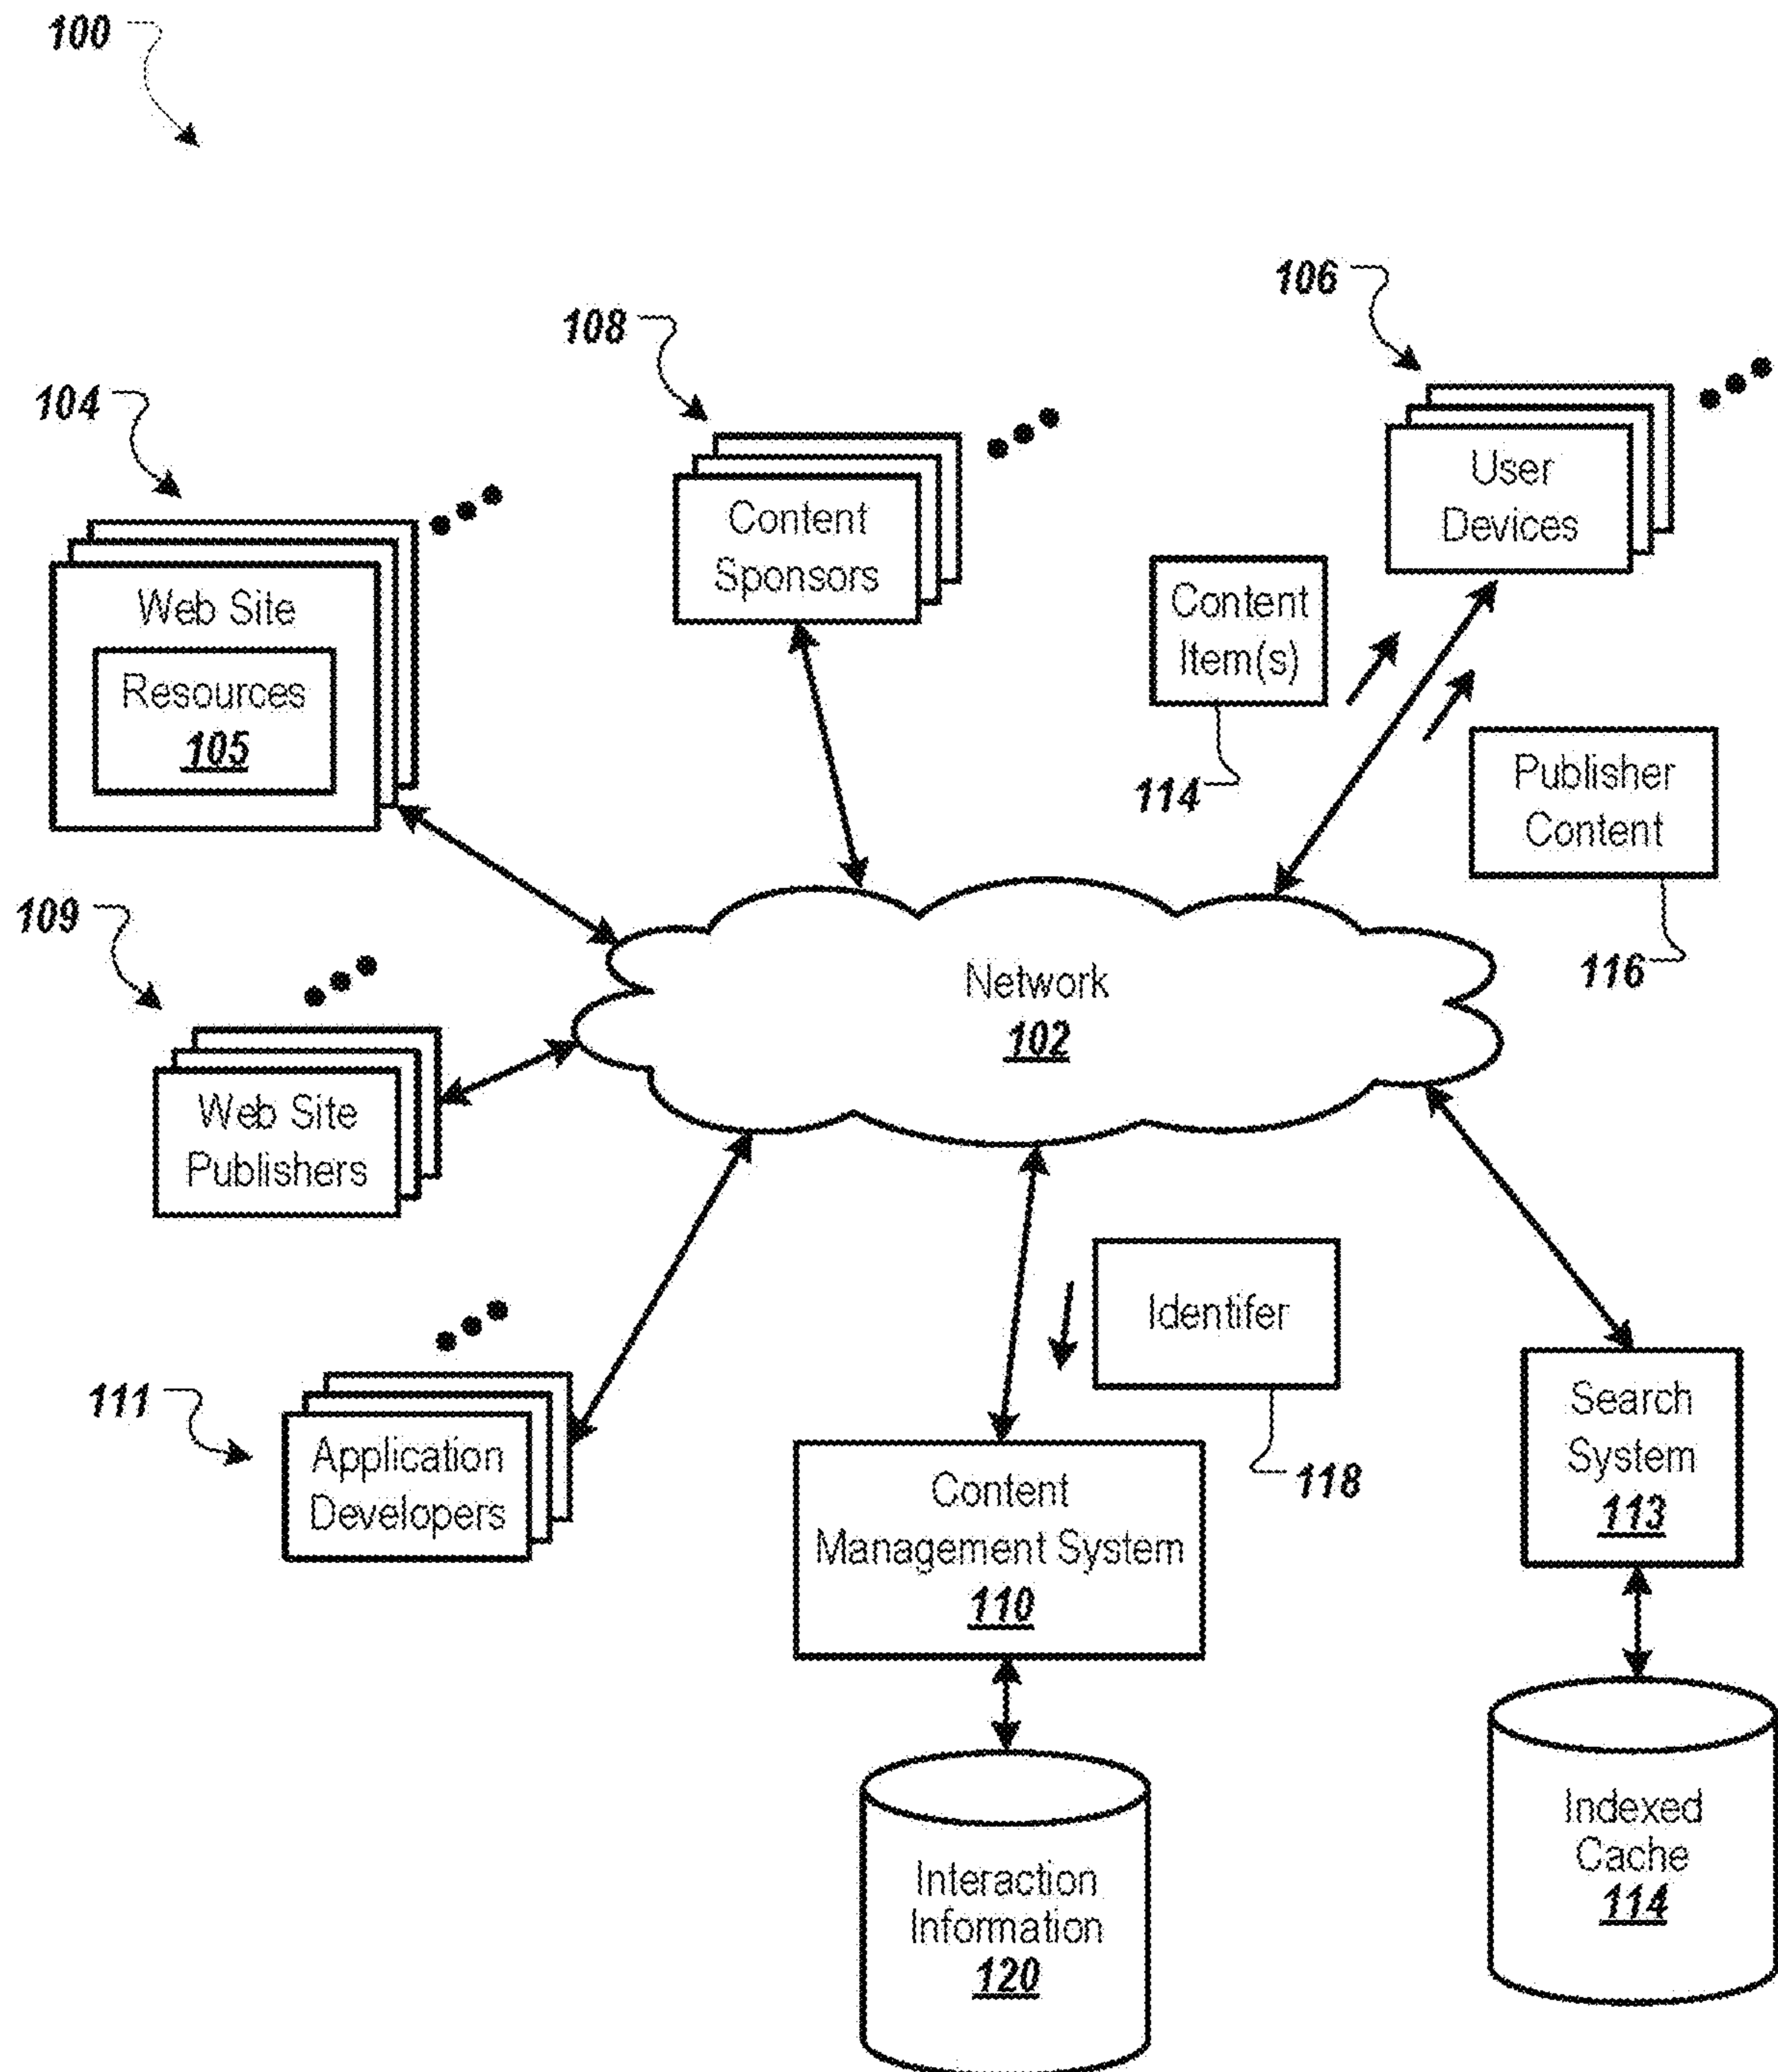 100
106
108
104
User
Devices
Content
Sponsors
Content
Item(s)
Web Site
Resources
105
114
Publisher
Content
109
116
Network
102
Web Site
Publishers
Identifer
111
118
Application
Developers
Search
System
113
Content
Management System
110
Indexed
Cache
114
Interaction
Information
120